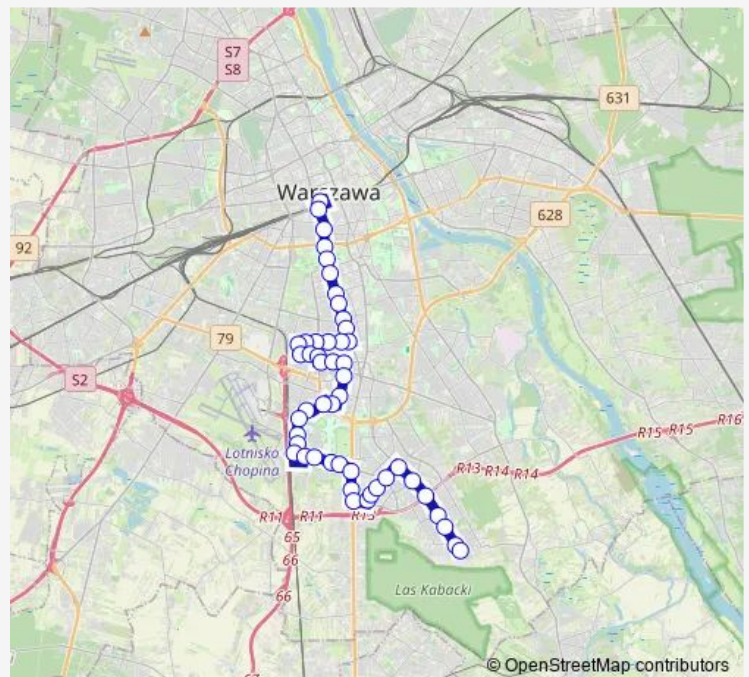 S7
S8
631
Warszawa
628
92
79
S2
Lotnisko
Chopina
R16
R15 R15
R13 R14 R14
R11 R11
R13
65
66
66
67
Las Kabacki
© OpenStreetMap contributors